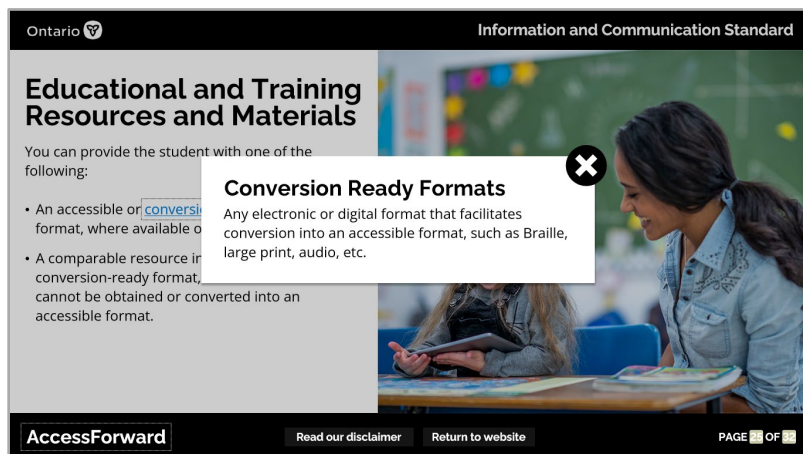 Ontario
Information and Communication Standard
Educational and Training
Resources and Materials
You can provide the student with one of the
following:
• An accessible or conversi
format, where available o
• A comparable resource in
conversion-ready format,
cannot be obtained or converted into an
accessible format.
Conversion Ready Formats
Any electronic or digital format that facilitates
conversion into an accessible format, such as Braille,
large print, audio, etc.
AccessForward
Read our disclaimer
Return to website
PAGE 25 OF 32